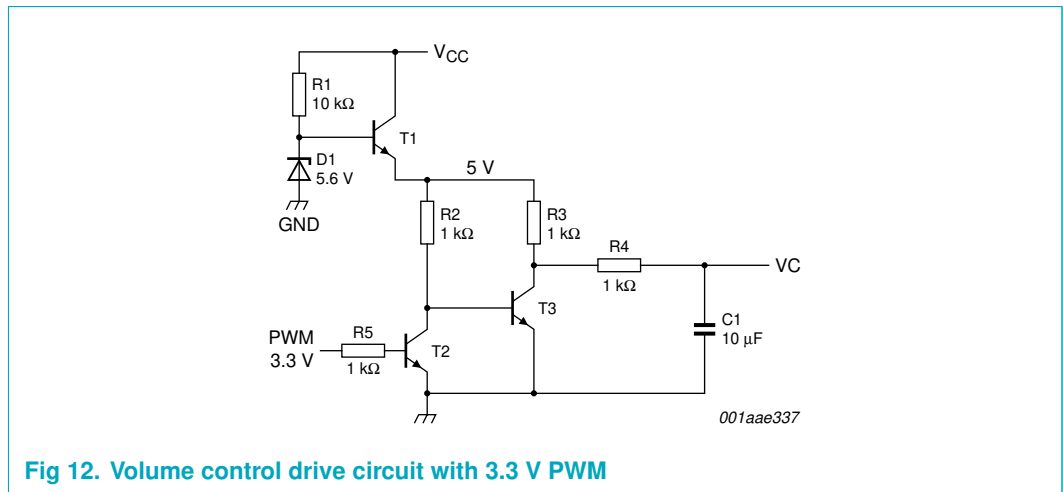 V_CC
R1
10 kΩ
T1
D1
5.6 V
GND
5 V
R2
1 kΩ
R3
1 kΩ
R4
1 kΩ
VC
T3
C1
10 μF
PWM
3.3 V
R5
1 kΩ
T2
001aae337
Fig 12. Volume control drive circuit with 3.3 V PWM